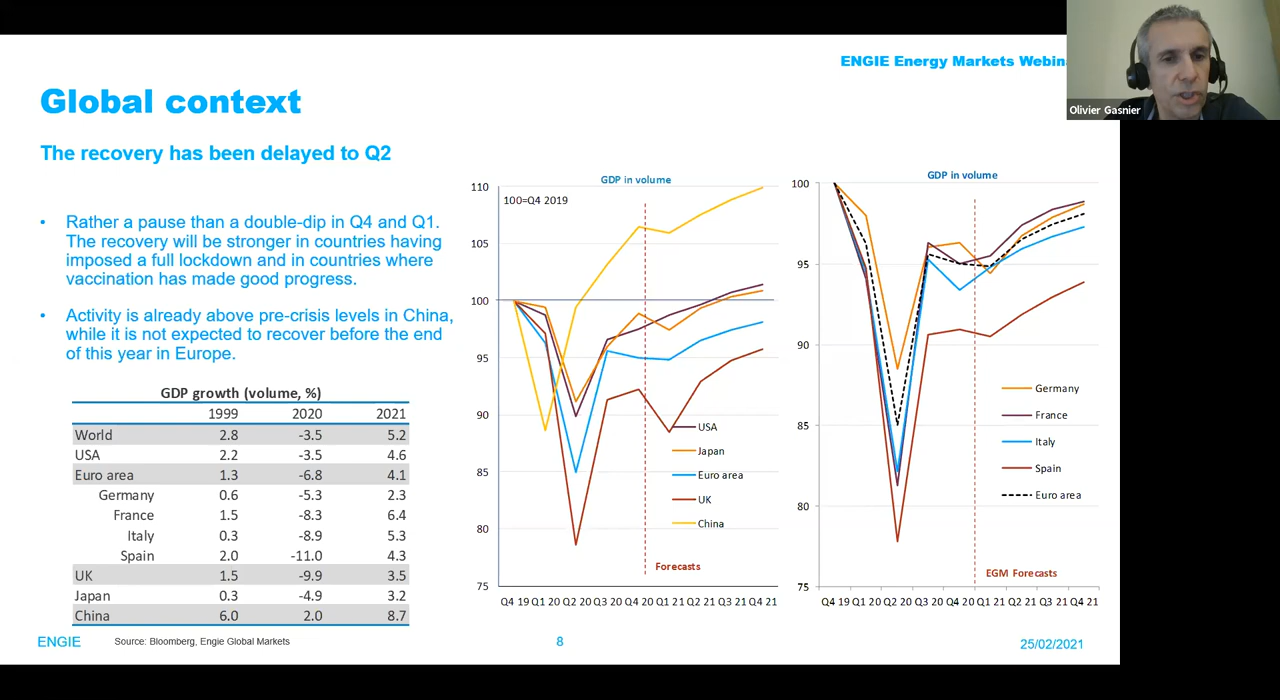 ENGIE Energy Markets Webin
Olivier Gasnier
Global context
The recovery has been delayed to Q2
• Rather a pause than a double-dip in Q4 and Q1.
The recovery will be stronger in countries having
imposed a full lockdown and in countries where
vaccination has made good progress.
• Activity is already above pre-crisis levels in China,
while it is not expected to recover before the end
of this year in Europe.
GDP growth (volume, %)
1999 2020 2021
World 2.8 -3.5 5.2
USA 2.2 -3.5 4.6
Euro area 1.3 -6.8 4.1
Germany 0.6 -5.3 2.3
France 1.5 -8.3 6.4
Italy 0.3 -8.9 5.3
Spain 2.0 -11.0 4.3
UK 1.5 -9.9 3.5
Japan 0.3 -4.9 3.2
China 6.0 2.0 8.7
GDP in volume
100=Q4 2019
110
105
100
95
90
85
80
75
USA
Japan
Euro area
UK
China
Forecasts
Q4 19 Q1 20 Q2 20 Q3 20 Q4 20 Q1 21 Q2 21 Q3 21 Q4 21
GDP in volume
100
95
90
85
80
75
Germany
France
Italy
Spain
Euro area
EGM Forecasts
Q4 19 Q1 20 Q2 20 Q3 20 Q4 20 Q1 21 Q2 21 Q3 21 Q4 21
ENGIE
Source: Bloomberg, Engie Global Markets
8
25/02/2021